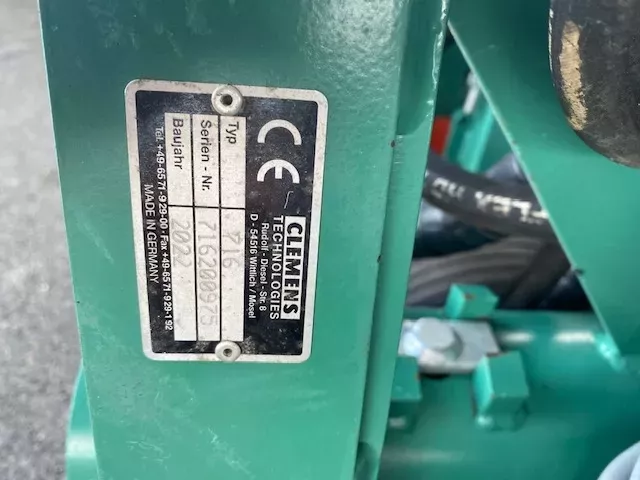 CE
CLEMENS
TECHNOLOGIES
Rudolf - Diesel - Str. 8
D - 54516 Wittlich / Mosel
Typ 716
Serien - Nr. 716200975
Baujahr 2022
Tel. +49-6571-929-00 · Fax +49-6571-929-192
MADE IN GERMANY